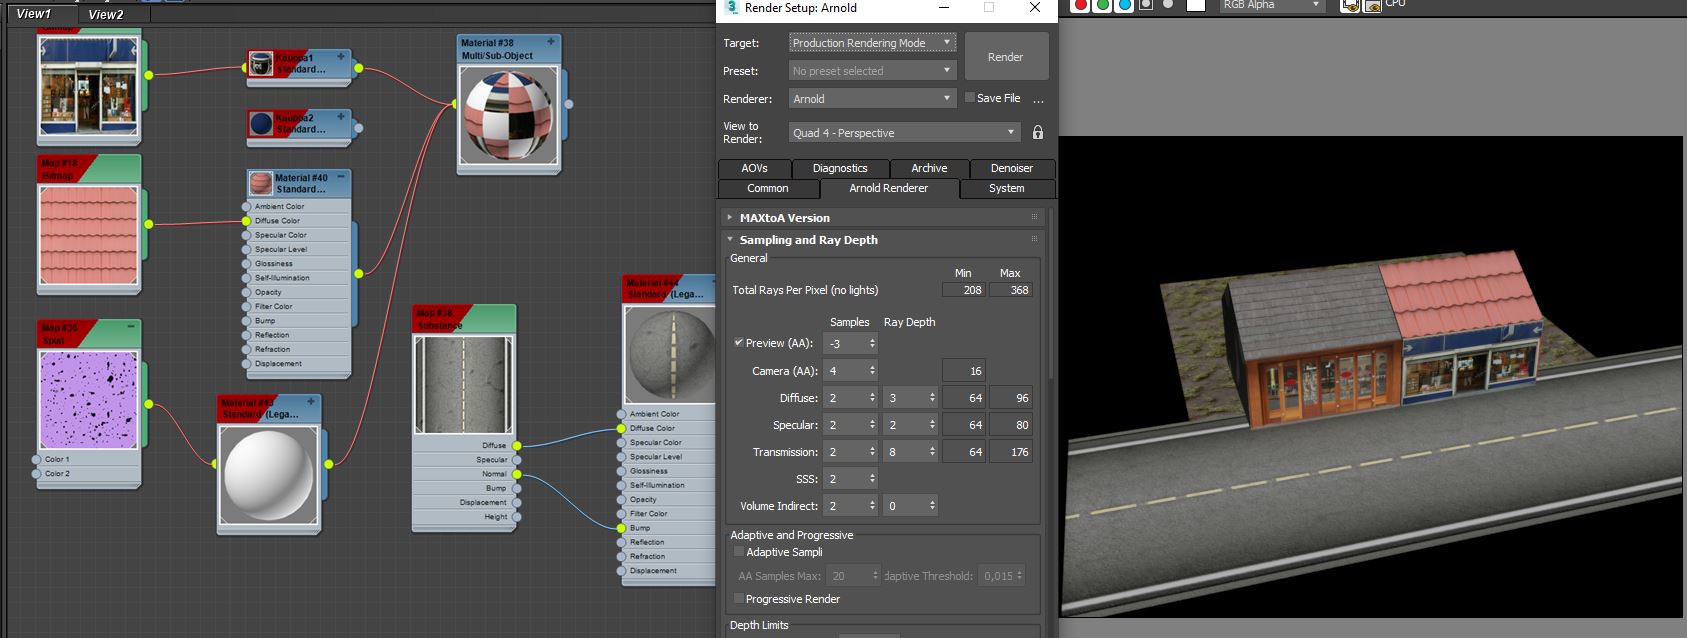 View1
View2
Bitmap
Kauppa1
Standard...
Kauppa2
Standard...
Map #18
Bitmap
Material #40
Standard...
Ambient Color
Diffuse Color
Specular Color
Specular Level
Glossiness
Self-Illumination
Opacity
Filter Color
Bump
Reflection
Refraction
Displacement
Map #36
Splat
Color 1
Color 2
Material #43
Standard (Lega...
Material #38
Multi/Sub-Object
Map #38
Substance
Diffuse
Specular
Normal
Bump
Displacement
Height
Material #44
Standard (Lega...
Ambient Color
Diffuse Color
Specular Color
Specular Level
Glossiness
Self-Illumination
Opacity
Filter Color
Bump
Reflection
Refraction
Displacement
3
Render Setup: Arnold
Target: Production Rendering Mode
Render
Preset: No preset selected
Renderer: Arnold
Save File ...
View to
Render: Quad 4 - Perspective
AOVs Diagnostics Archive Denoiser
Common Arnold Renderer System
MAXtoA Version
Sampling and Ray Depth
General
Min Max
Total Rays Per Pixel (no lights) 208 368
Samples Ray Depth
Preview (AA): -3
Camera (AA): 4 16
Diffuse: 2 3 64 96
Specular: 2 2 64 80
Transmission: 2 8 64 176
SSS: 2
Volume Indirect: 2 0
Adaptive and Progressive
Adaptive Sampli
AA Samples Max: 20 daptive Threshold: 0,015
Progressive Render
Depth Limits
RGB Alpha
CPU